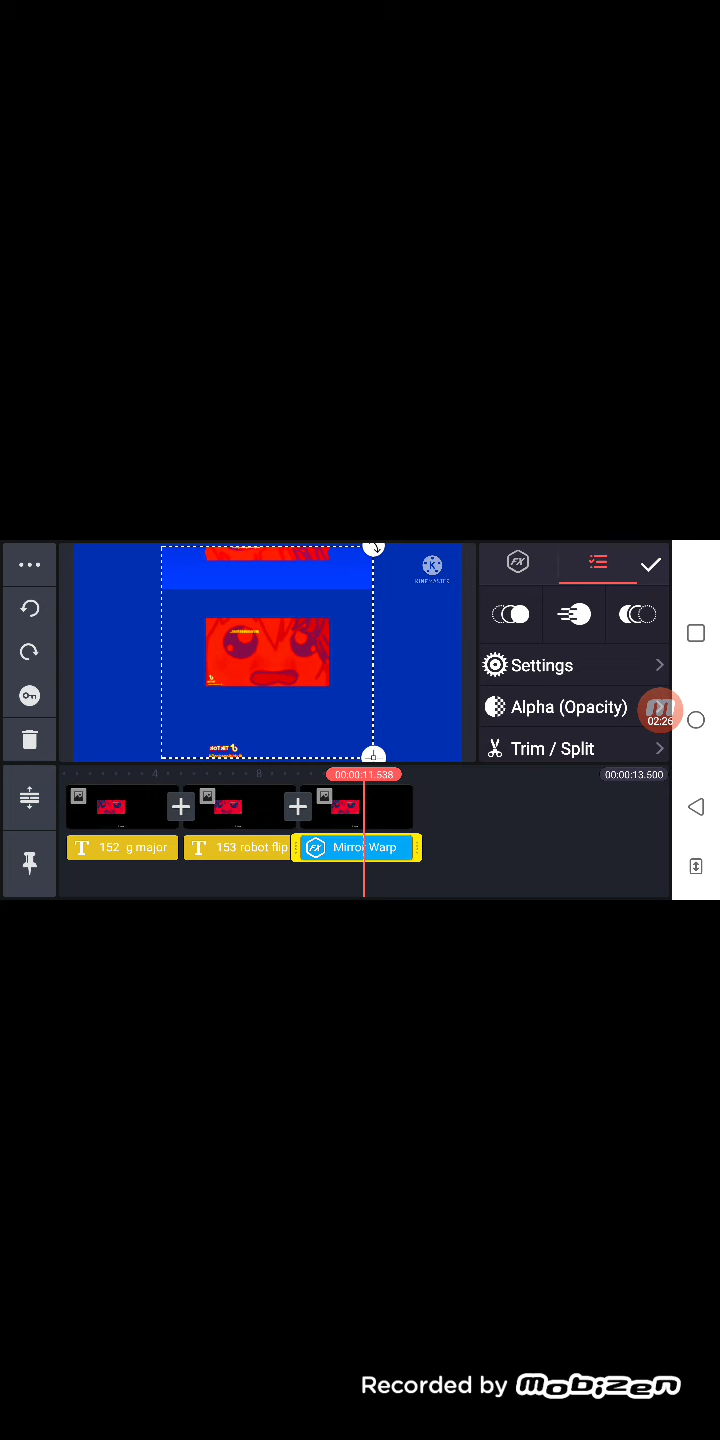 KINEMASTER
Settings
Alpha (Opacity)
02:26
Trim / Split
4
8
00:00:11.538
00:00:13.500
152 g major
153 robot flip
Mirror Warp
Recorded by mobizen